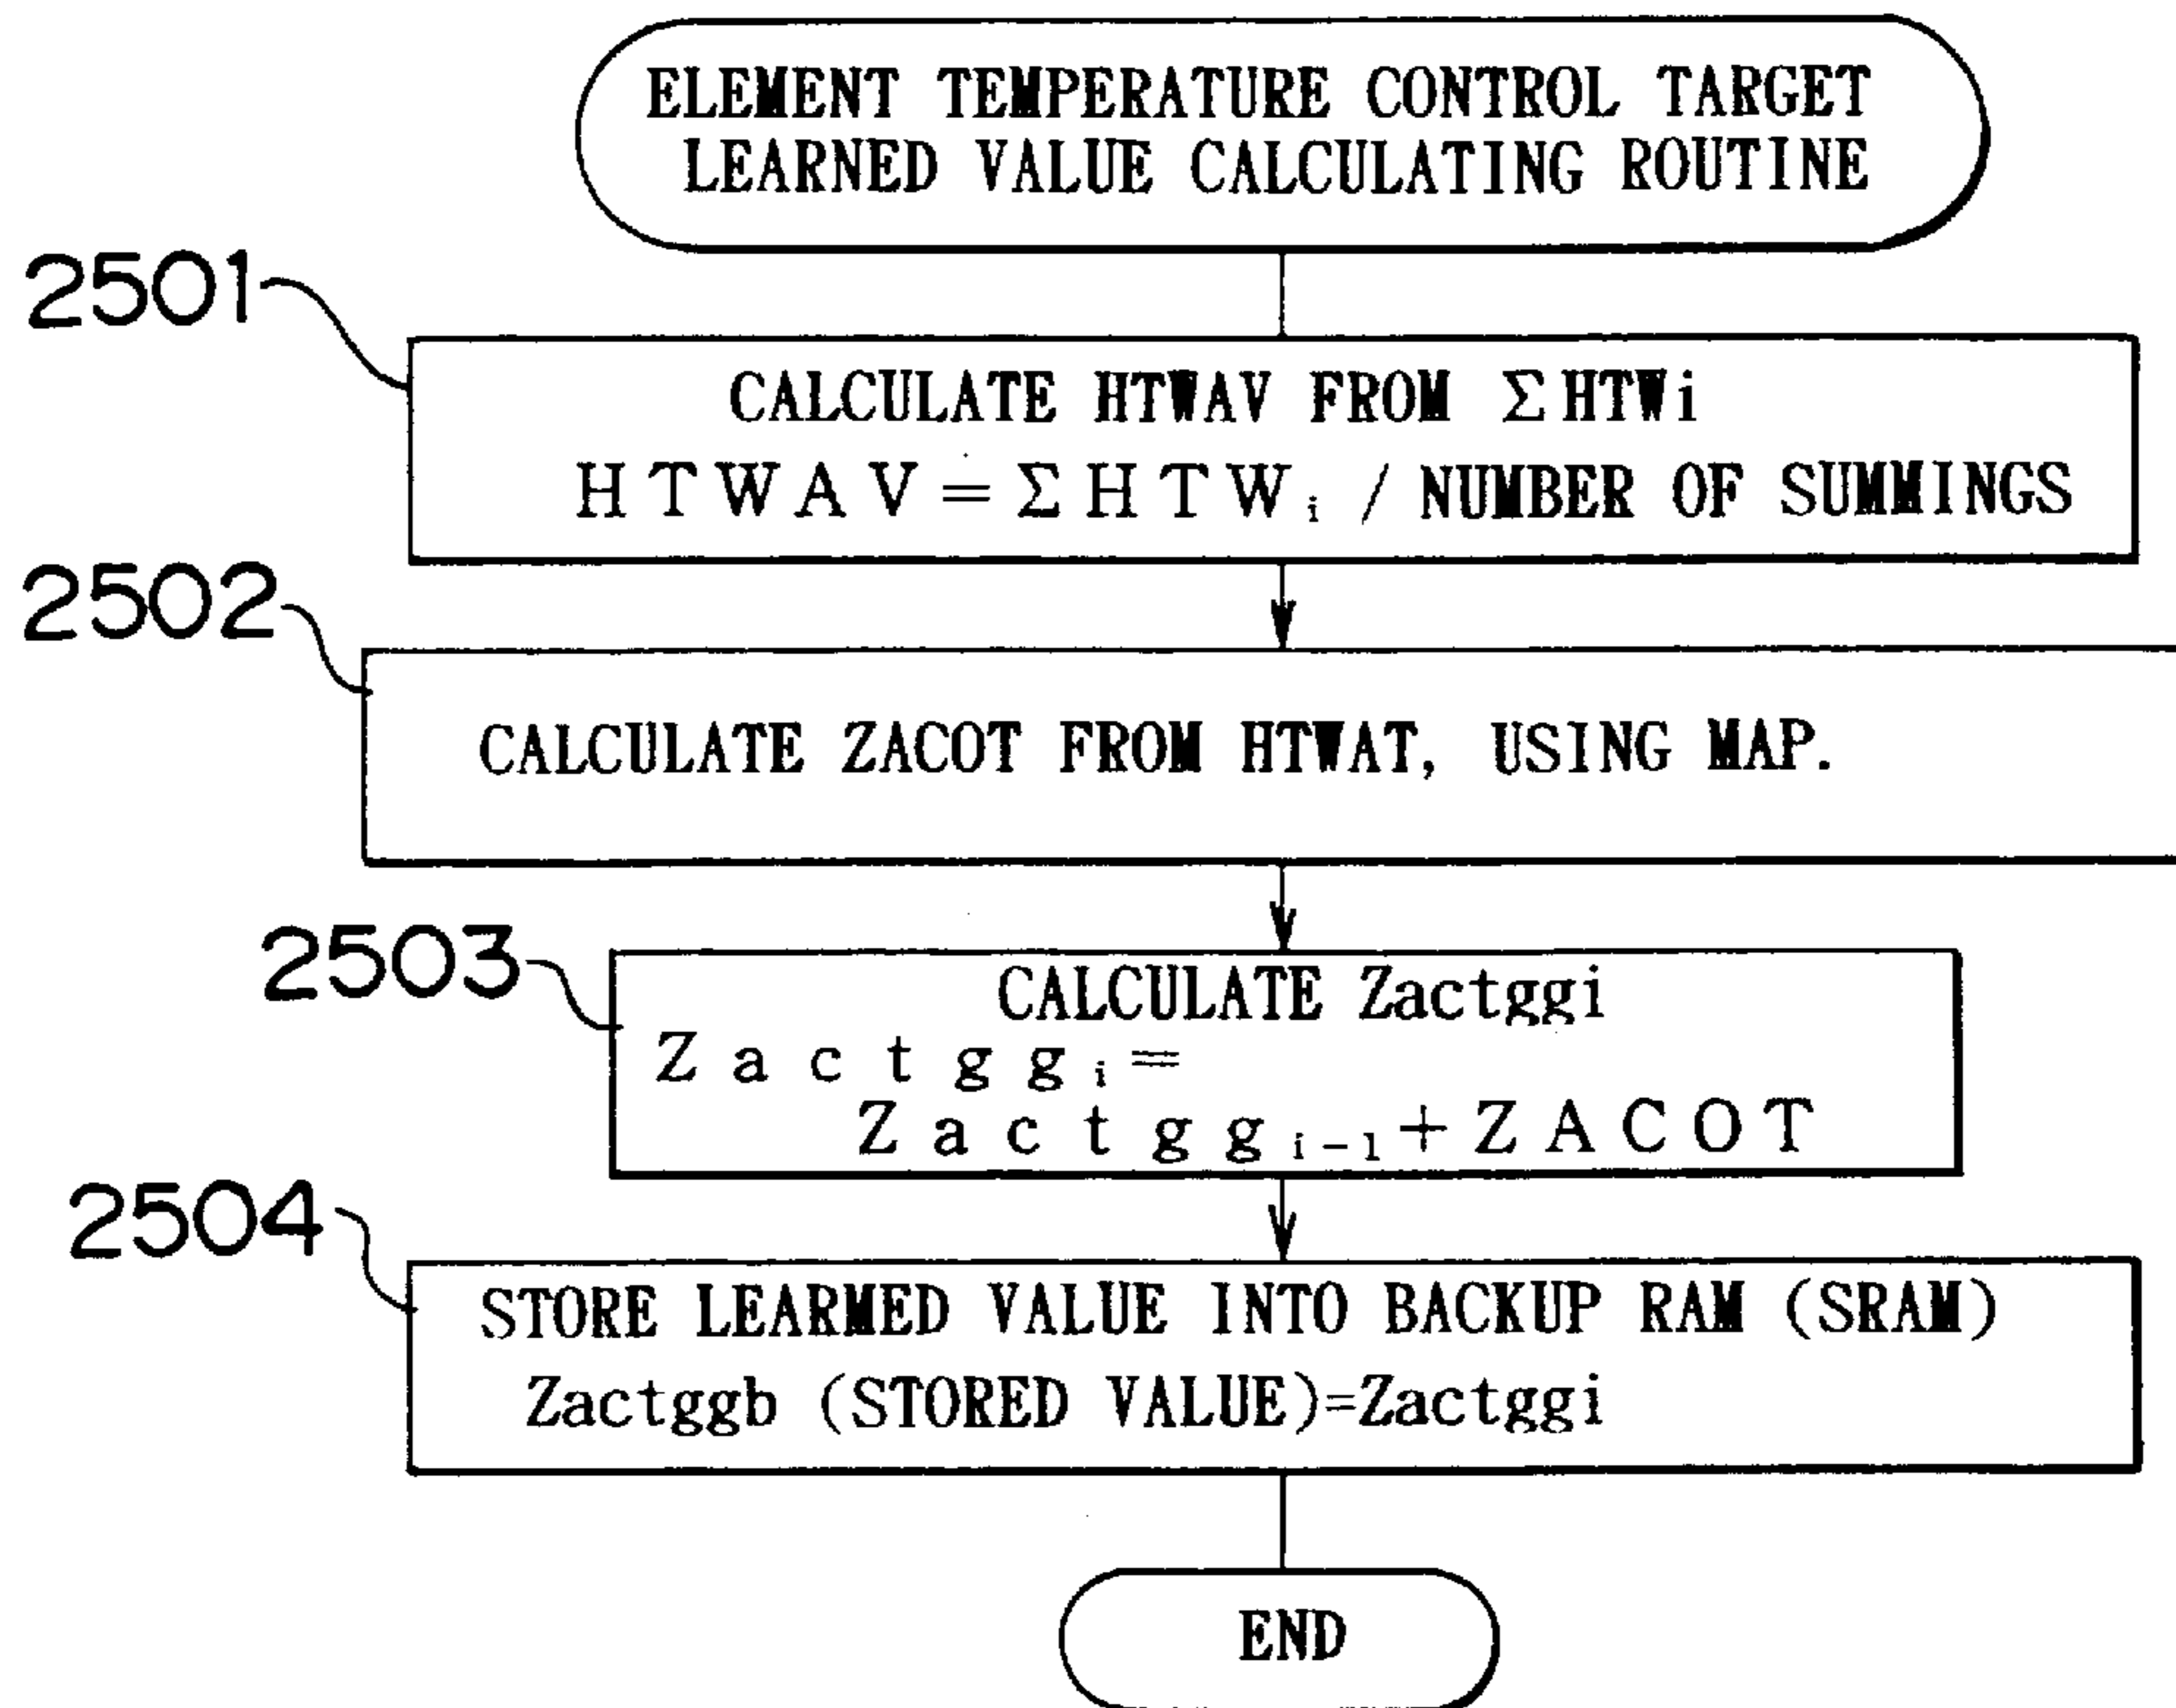 ELEMENT TEMPERATURE CONTROL TARGET
LEARNED VALUE CALCULATING ROUTINE
2501
CALCULATE HTWAV FROM ΣHTWi
HTWAV=ΣHTWi / NUMBER OF SUMMINGS
2502
CALCULATE ZACOT FROM HTWAT, USING MAP.
2503
CALCULATE Zactggi
Zactggi=
Zactggi-1+ZACOT
2504
STORE LEARMED VALUE INTO BACKUP RAM (SRAM)
Zactggb (STORED VALUE)=Zactggi
END